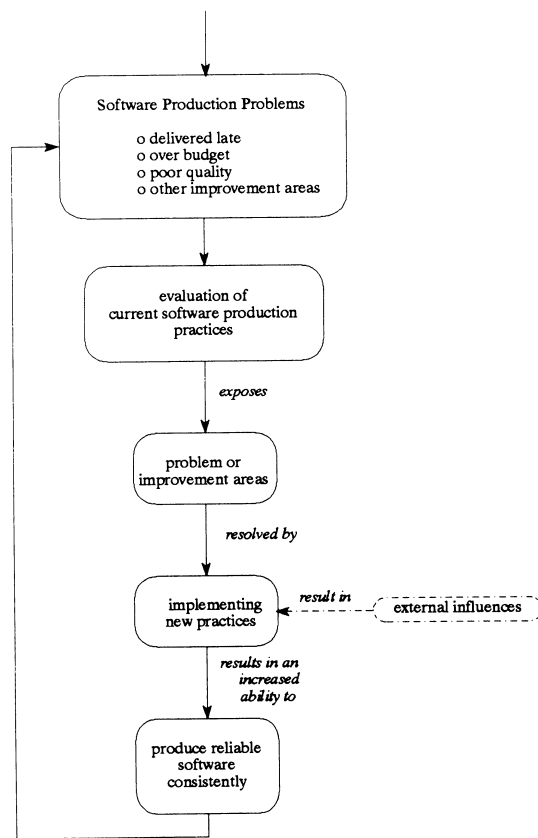 Software Production Problems
o delivered late
o over budget
o poor quality
o other improvement areas
evaluation of
current software production
practices
exposes
problem or
improvement areas
resolved by
implementing
new practices
result in
external influences
results in an
increased
ability to
produce reliable
software
consistently